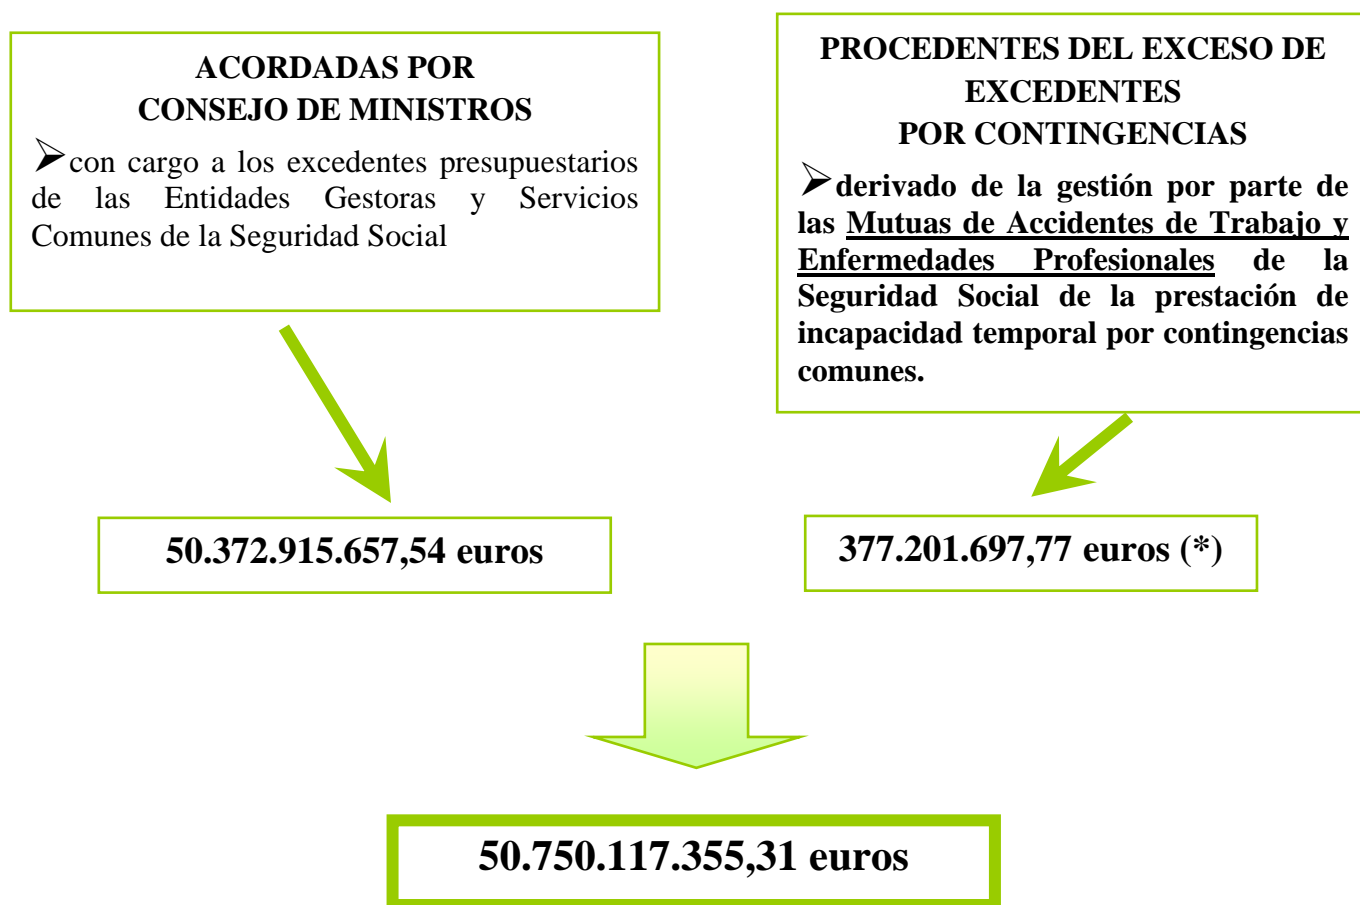 ACORDADAS POR
CONSEJO DE MINISTROS
➢con cargo a los excedentes presupuestarios
de las Entidades Gestoras y Servicios
Comunes de la Seguridad Social
PROCEDENTES DEL EXCESO DE
EXCEDENTES
POR CONTINGENCIAS
➢derivado de la gestión por parte de
las Mutuas de Accidentes de Trabajo y
Enfermedades Profesionales de la
Seguridad Social de la prestación de
incapacidad temporal por contingencias
comunes.
50.372.915.657,54 euros
377.201.697,77 euros (*)
50.750.117.355,31 euros